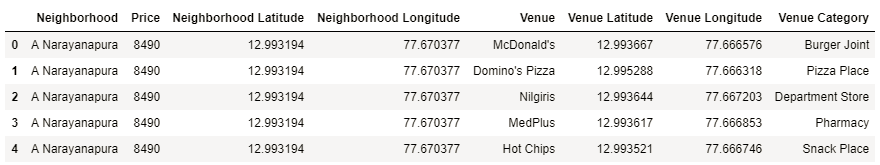 Neighborhood Price Neighborhood Latitude Neighborhood Longitude Venue Venue Latitude Venue Longitude Venue Category
0 A Narayanapura 8490 12.993194 77.670377 McDonald's 12.993667 77.666576 Burger Joint
1 A Narayanapura 8490 12.993194 77.670377 Domino's Pizza 12.995288 77.666318 Pizza Place
2 A Narayanapura 8490 12.993194 77.670377 Nilgiris 12.993644 77.667203 Department Store
3 A Narayanapura 8490 12.993194 77.670377 MedPlus 12.993617 77.666853 Pharmacy
4 A Narayanapura 8490 12.993194 77.670377 Hot Chips 12.993521 77.666746 Snack Place